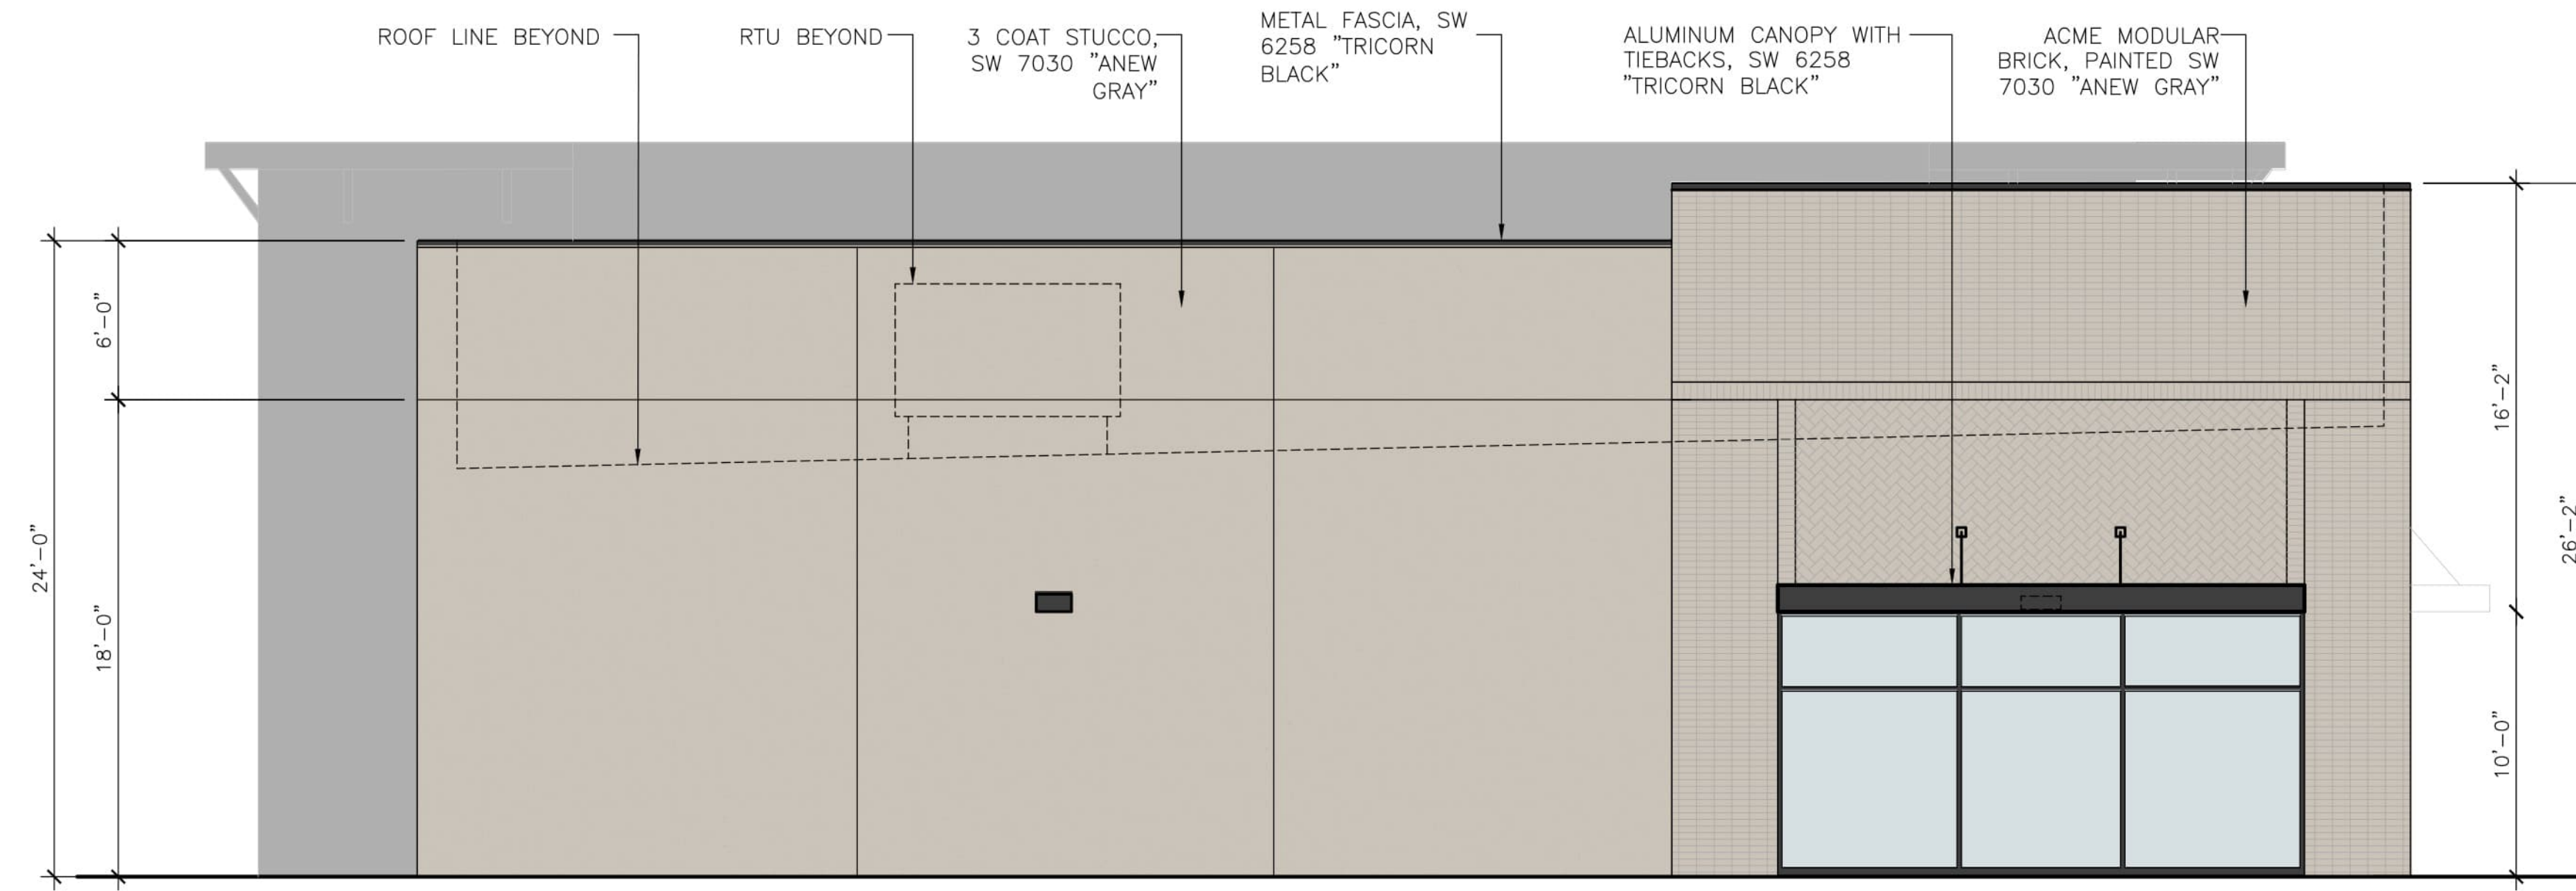 ROOF LINE BEYOND
RTU BEYOND
3 COAT STUCCO,
SW 7030 "ANEW
GRAY"
METAL FASCIA, SW
6258 "TRICORN
BLACK"
ALUMINUM CANOPY WITH
TIEBACKS, SW 6258
"TRICORN BLACK"
ACME MODULAR
BRICK, PAINTED SW
7030 "ANEW GRAY"
24'-0"
6'-0"
18'-0"
16'-2"
10'-0"
26'-2"